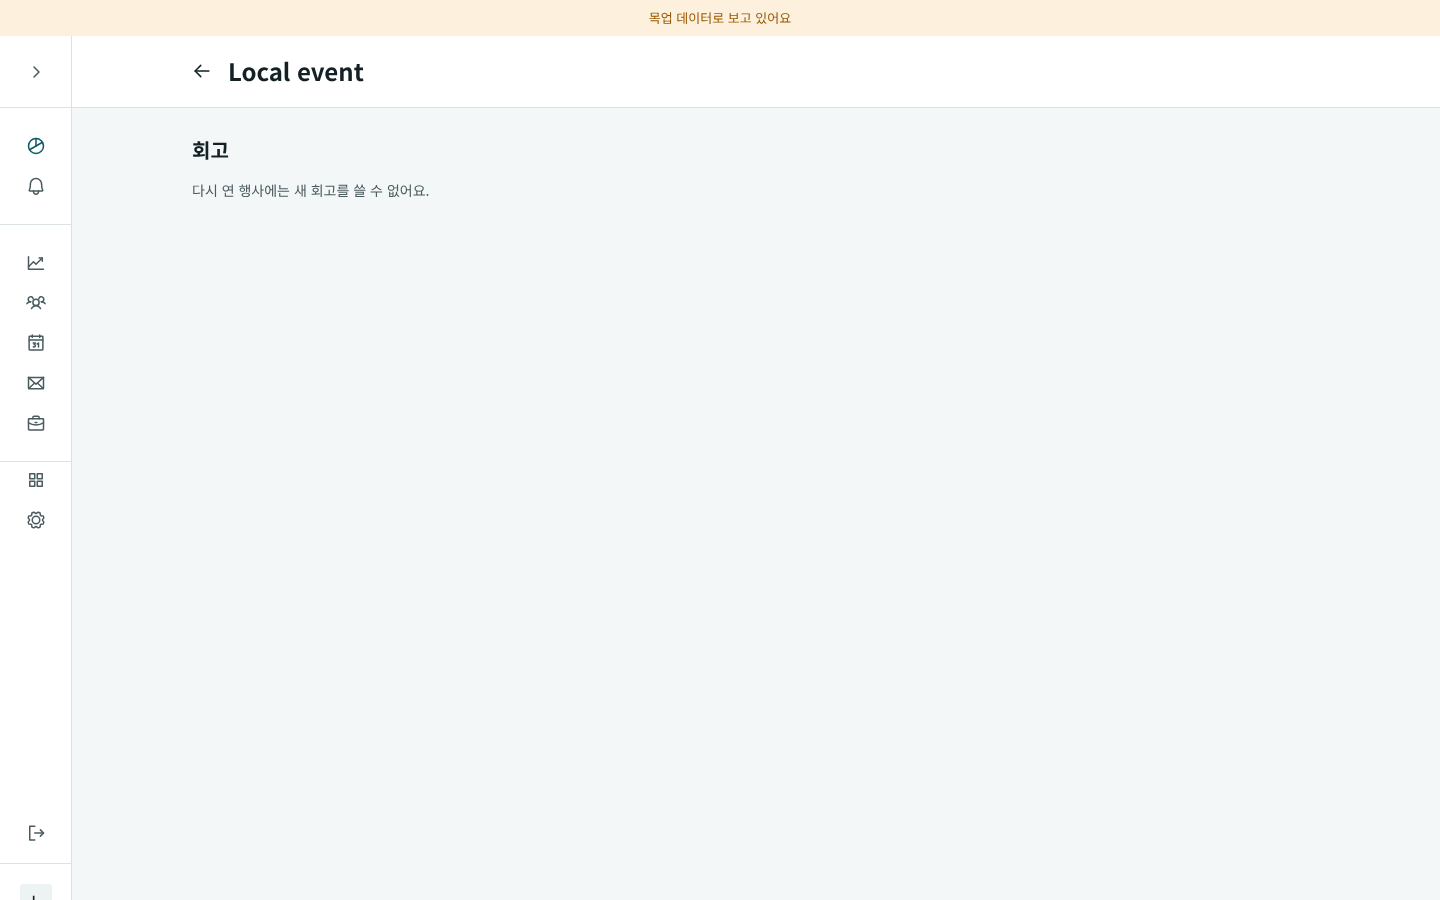 목업 데이터로 보고 있어요
Local event
회고
다시 연 행사에는 새 회고를 쓸 수 없어요.
31